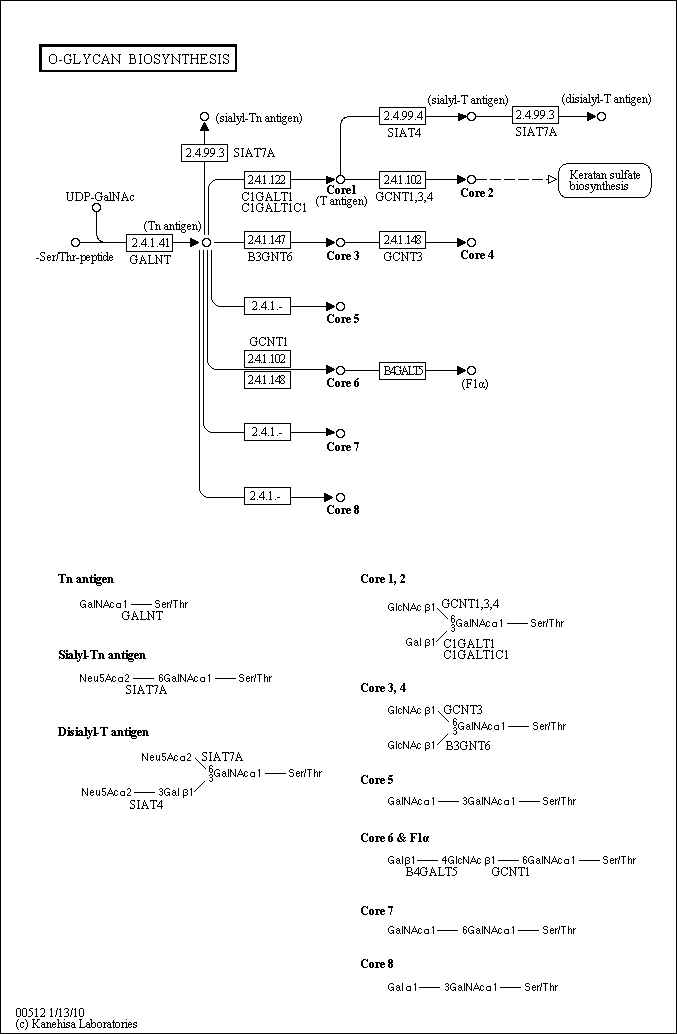 O-GLYCAN BIOSYNTHESIS
(sialyl-T antigen)
(disialyl-T antigen)
2.4.99.4
2.4.99.3
SIAT4
SIAT7A
(sialyl-Tn antigen)
2.4.99.3
SIAT7A
2.4.1.122
2.4.1.102
C1GALT1
C1GALT1C1
Core1
(T antigen)
GCNT1,3,4
Core 2
Keratan sulfate
biosynthesis
UDP-GalNAc
(Tn antigen)
2.4.1.41
2.4.1.147
2.4.1.148
-Ser/Thr-peptide
GALNT
B3GNT6
Core 3
GCNT3
Core 4
2.4.1.-
Core 5
GCNT1
2.4.1.102
2.4.1.148
Core 6
B4GALT5
(F1α)
2.4.1.-
Core 7
2.4.1.-
Core 8
Tn antigen
GalNAcα1 Ser/Thr
GALNT
Sialyl-Tn antigen
Neu5Acα2 6GalNAcα1 Ser/Thr
SIAT7A
Disialyl-T antigen
Neu5Acα2 SIAT7A
6
3GalNAcα1 Ser/Thr
Neu5Acα2 3Galβ1
SIAT4
Core 1, 2
GlcNAcβ1 GCNT1,3,4
6
3GalNAcα1 Ser/Thr
Galβ1 C1GALT1
C1GALT1C1
Core 3, 4
GlcNAcβ1 GCNT3
6
3GalNAcα1 Ser/Thr
GlcNAcβ1 B3GNT6
Core 5
GalNAcα1 3GalNAcα1 Ser/Thr
Core 6 & F1α
Galβ1 4GlcNAcβ1 6GalNAcα1 Ser/Thr
B4GALT5 GCNT1
Core 7
GalNAcα1 6GalNAcα1 Ser/Thr
Core 8
Galα1 3GalNAcα1 Ser/Thr
00512 1/13/10
(c) Kanehisa Laboratories